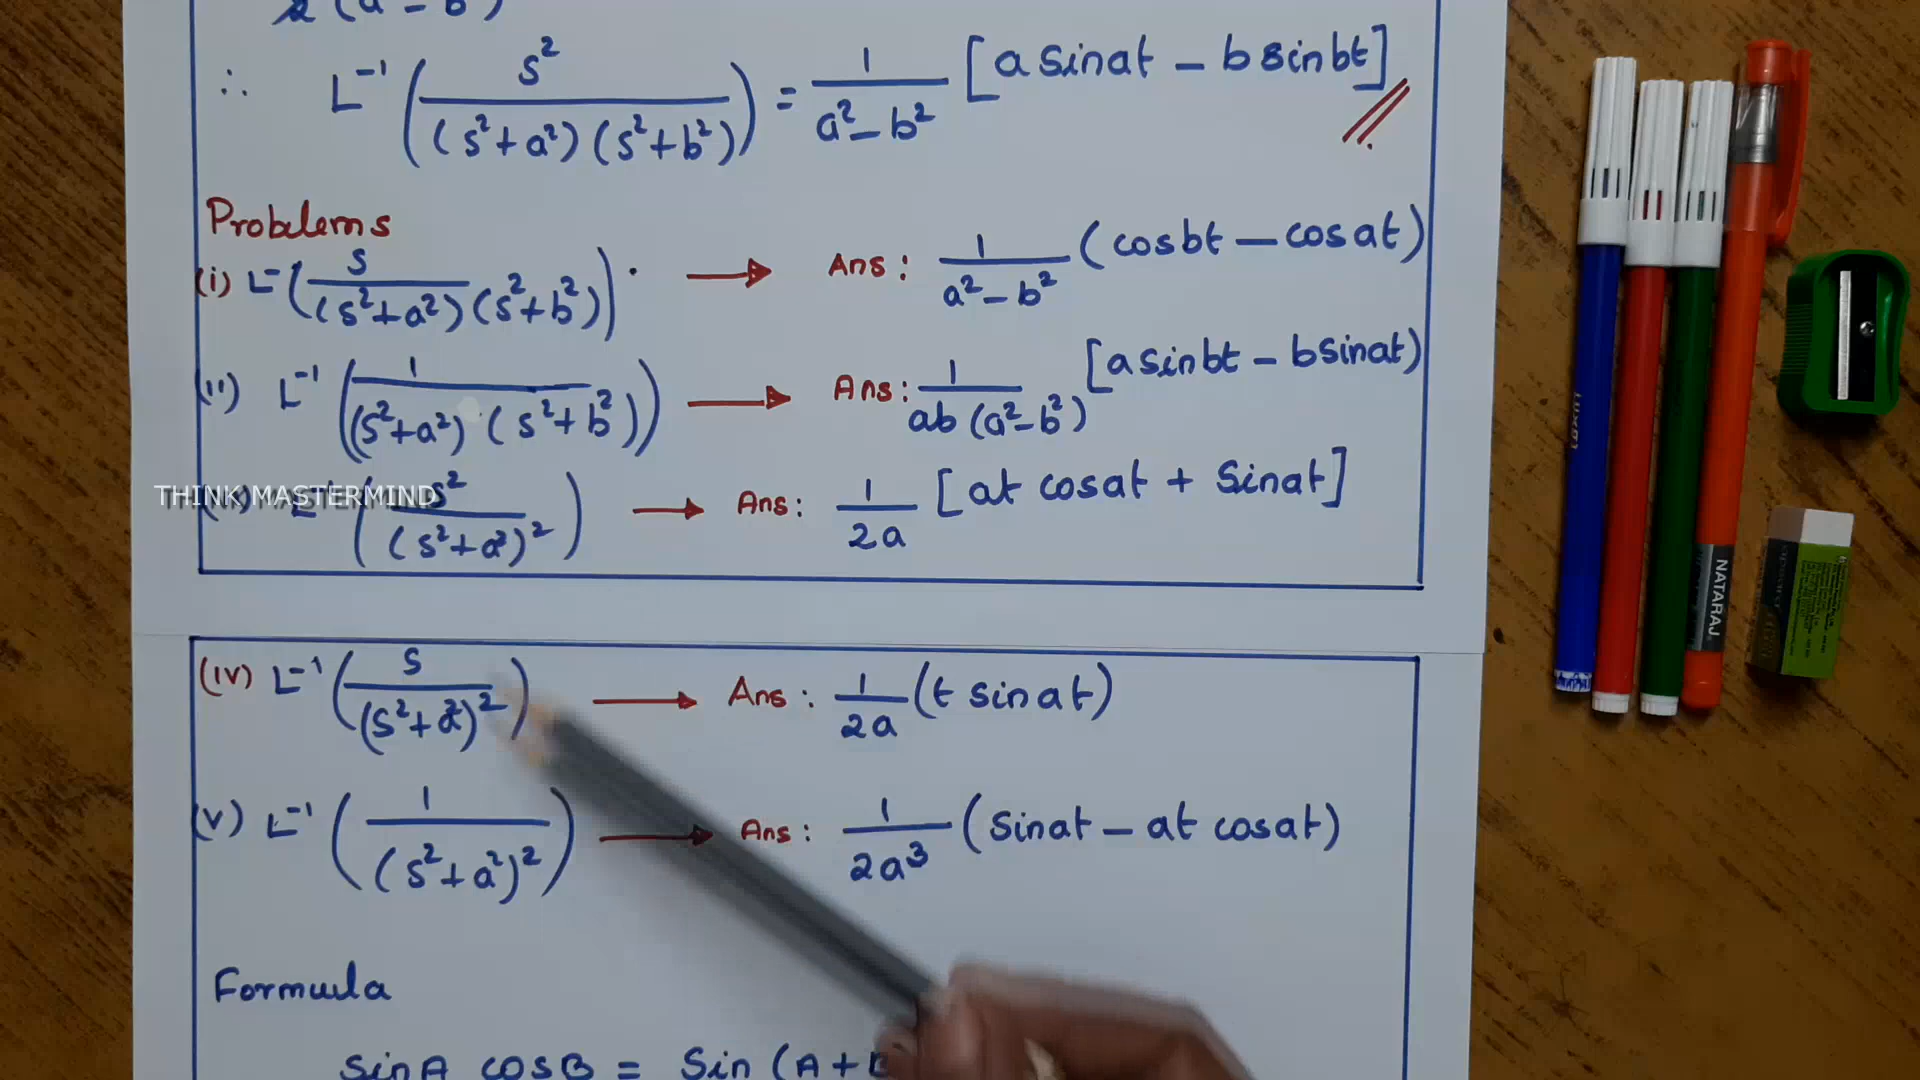 2 (a - b)
∴ L⁻¹ ( s² / (s²+a²) (s²+b²) ) = 1 / a²-b² [a sinat - b sinbt]
Problems
(i) L⁻ ( s / (s²+a²) (s²+b²) ) . → Ans : 1 / a²-b² (cosbt - cosat)
(ii) L⁻¹ ( 1 / (s²+a²) (s²+b²) ) → Ans : 1 / ab (a²-b²) [a sinbt - b sinat)
L⁻¹ ( s² / (s²+a²)² ) → Ans : 1 / 2a [at cosat + sinat]
THINK MASTERMIND
(iv) L⁻¹ ( s / (s²+a²)² ) → Ans : 1 / 2a (t sinat)
(v) L⁻¹ ( 1 / (s²+a²)² ) → Ans : 1 / 2a³ (sinat - at cosat)
Formula
sinA cosB = Sin (A+
LUXOR
NATARAJ